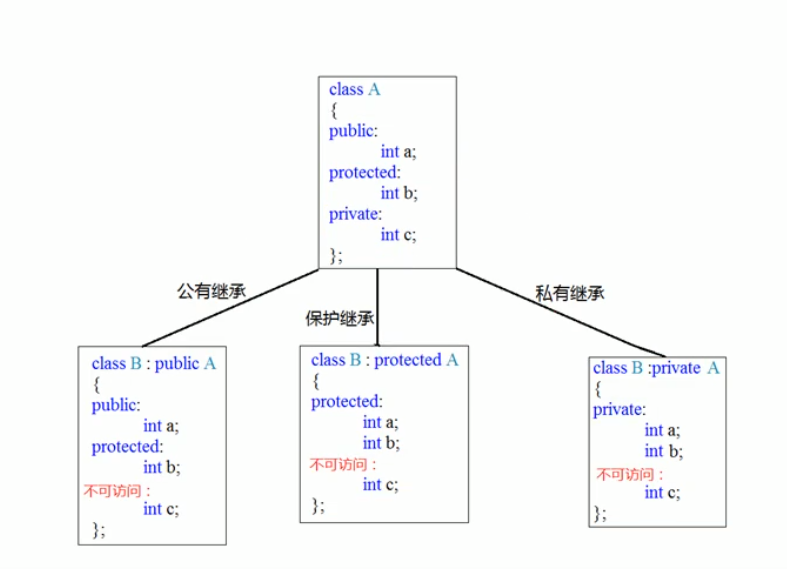 class A
{
public:
int a;
protected:
int b;
private:
int c;
};
公有继承
保护继承
私有继承
class B : public A
{
public:
int a;
protected:
int b;
不可访问：
int c;
};
class B : protected A
{
protected:
int a;
int b;
不可访问：
int c;
};
class B :private A
{
private:
int a;
int b;
不可访问：
int c;
};